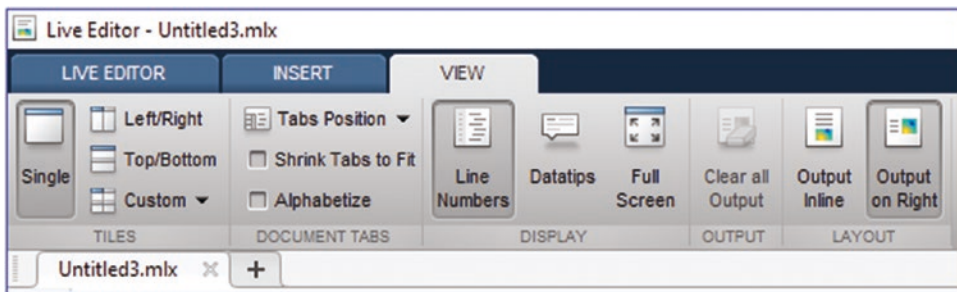 Live Editor - Untitled3.mlx
LIVE EDITOR
INSERT
VIEW
Single
Left/Right
Top/Bottom
Custom
TILES
Tabs Position
Shrink Tabs to Fit
Alphabetize
DOCUMENT TABS
Line
Numbers
Datatips
Full
Screen
DISPLAY
Clear all
Output
OUTPUT
Output
Inline
Output
on Right
LAYOUT
Untitled3.mlx